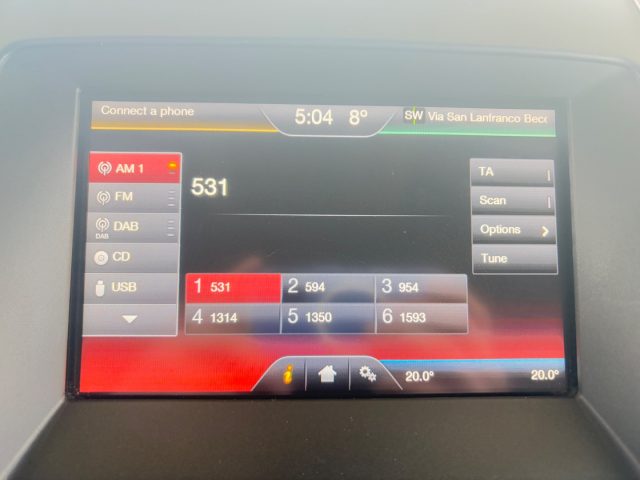 Connect a phone
5:04 8°
SW Via San Lanfranco Becc
AM 1
FM
DAB
DAB
CD
USB
531
TA
Scan
Options
Tune
1 531
2 594
3 954
4 1314
5 1350
6 1593
i
20.0°
20.0°